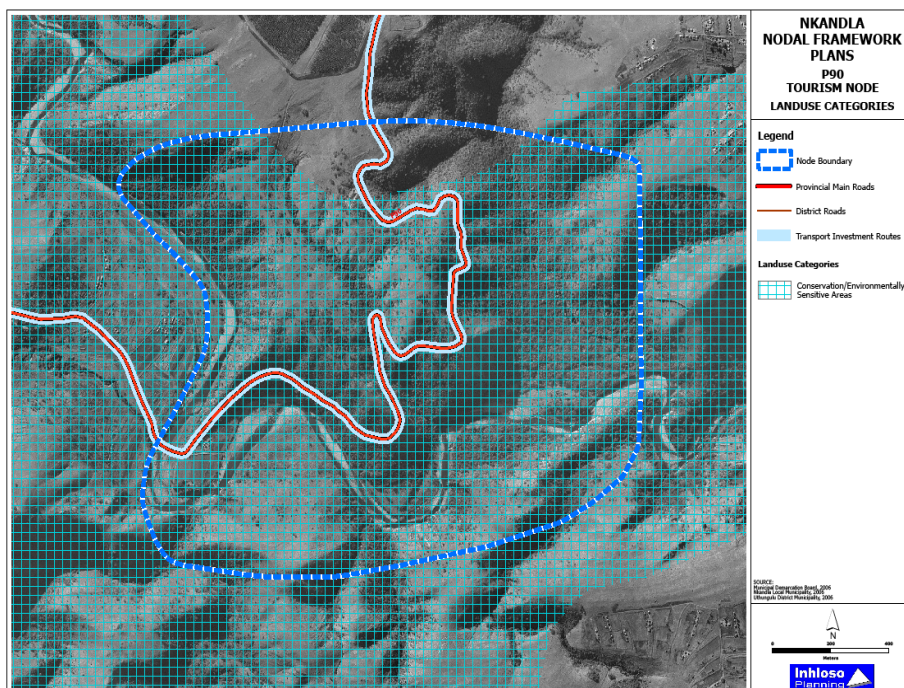 NKANDLA
NODAL FRAMEWORK
PLANS
P90
TOURISM NODE
LANDUSE CATEGORIES
Legend
Node Boundary
Provincial Main Roads
District Roads
Transport Investment Routes
Landuse Categories
Conservation/Environmentally
Sensitive Areas
SOURCE:
Municipal Demarcation Board, 2005
Nkandla Local Municipality, 2006
Uthungulu District Municipality, 2006
N
0 200 400
Meters
Inhlosa
Planning